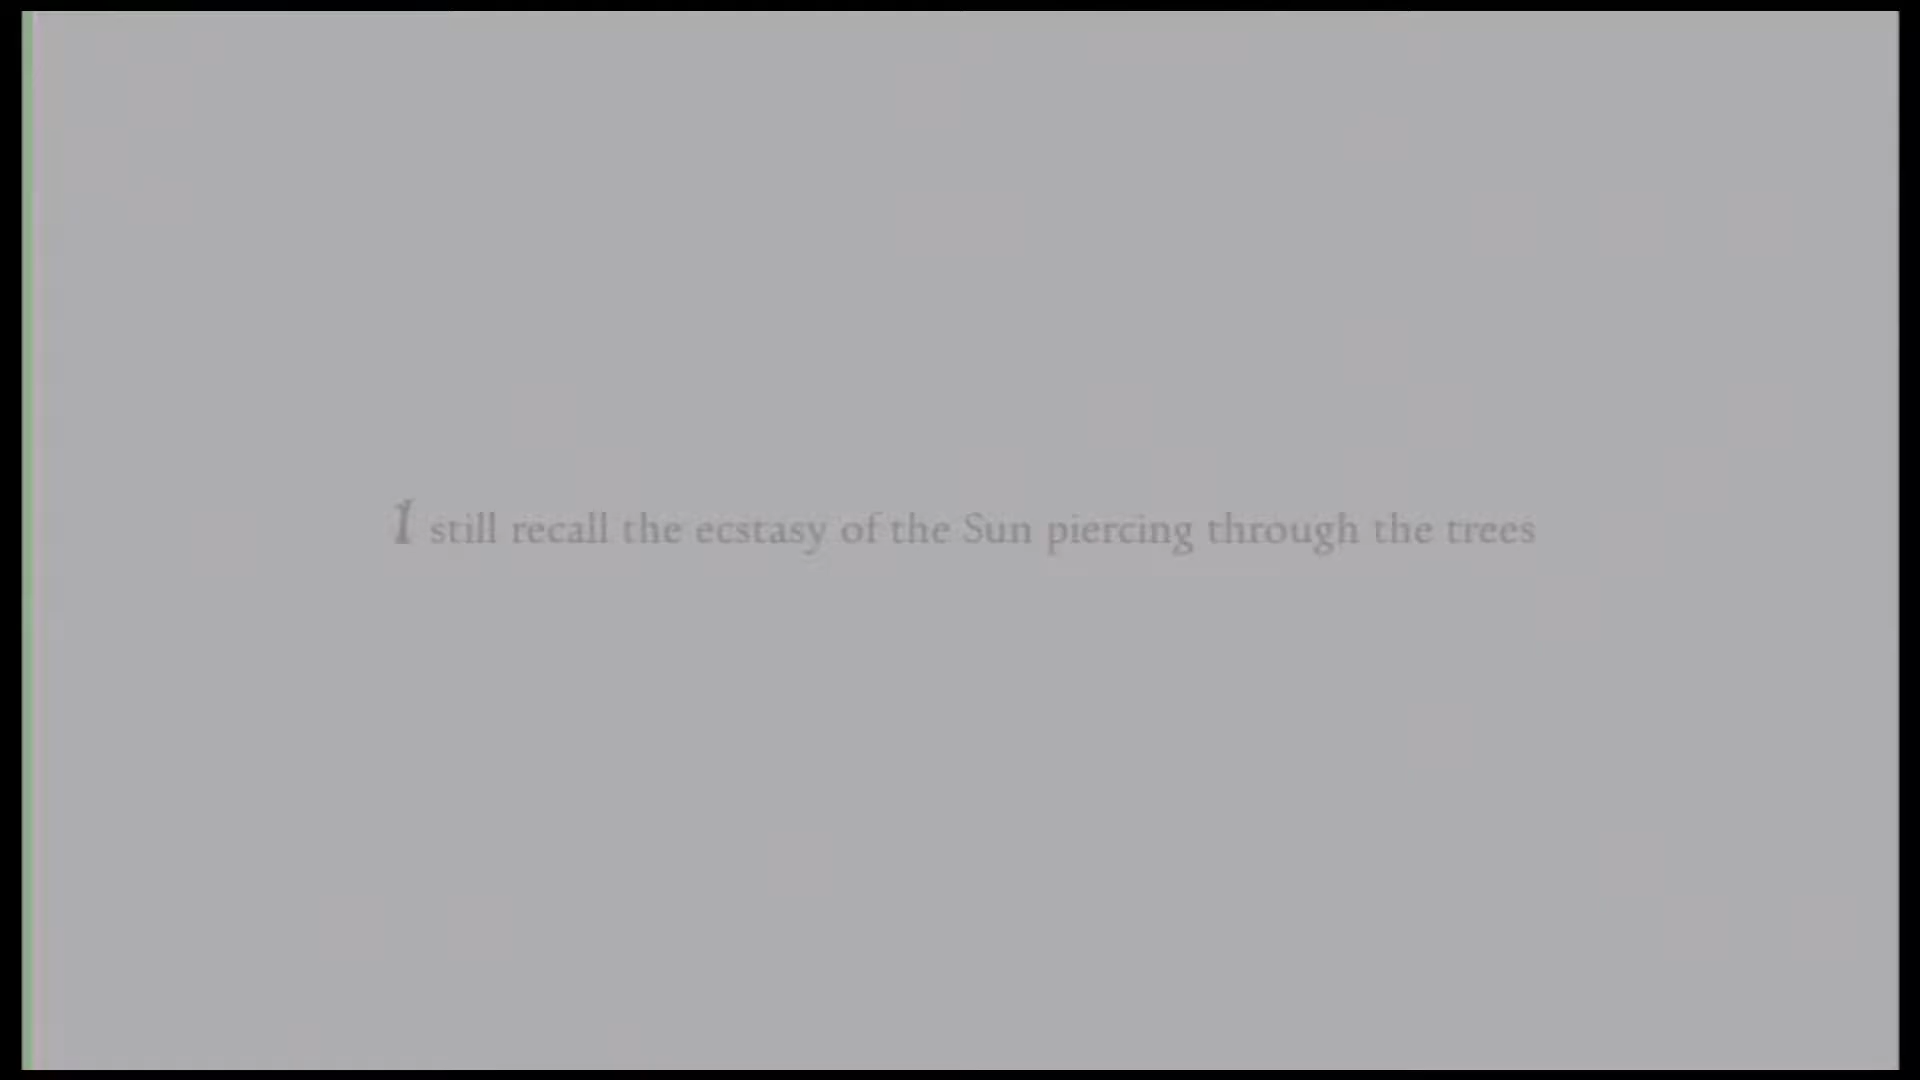 I still recall the ecstasy of the Sun piercing through the trees